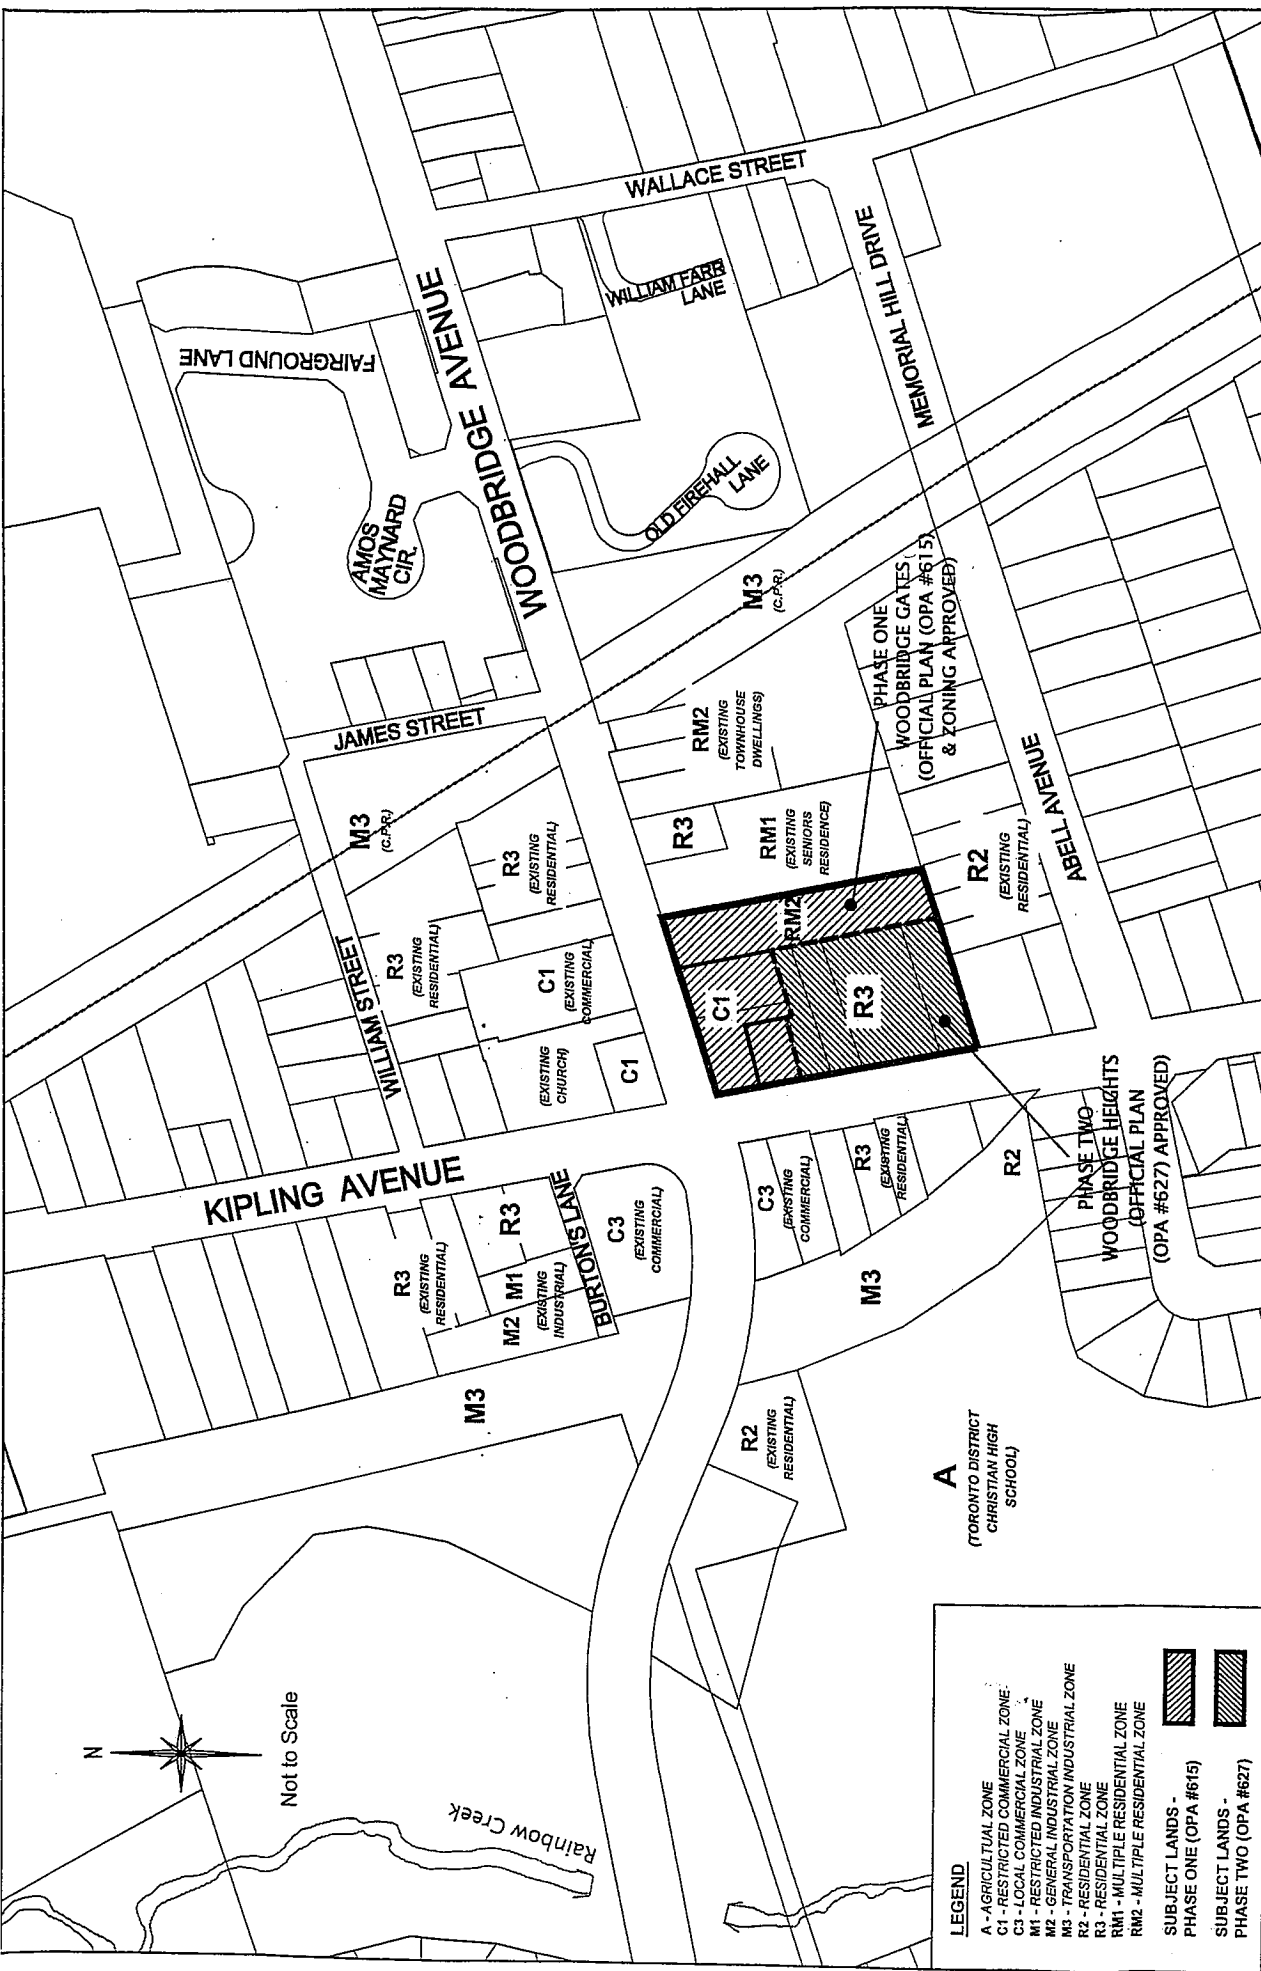 N
Not to Scale
Rainbow Creek
FAIRGROUND LANE
AMOS
MAYNARD
CIR.
WOODBRIDGE AVENUE
WALLACE STREET
WILLIAM FARR
LANE
OLD FIREHALL
LANE
MEMORIAL HILL DRIVE
JAMES STREET
WILLIAM STREET
KIPLING AVENUE
BURTON'S LANE
ABELL AVENUE
M3
(C.P.R.)
M3
(C.P.R.)
R3
(EXISTING
RESIDENTIAL)
R3
(EXISTING
RESIDENTIAL)
C1
(EXISTING
COMMERCIAL)
(EXISTING
CHURCH)
C1
R3
(EXISTING
RESIDENTIAL)
R3
M1
M2
(EXISTING
INDUSTRIAL)
C3
(EXISTING
COMMERCIAL)
M3
RM2
(EXISTING
TOWNHOUSE
DWELLINGS)
R3
RM1
(EXISTING
SENIORS
RESIDENCE)
RM2
C1
R3
R2
(EXISTING
RESIDENTIAL)
PHASE ONE
WOODBRIDGE GATES
(OFFICIAL PLAN (OPA #615)
& ZONING APPROVED)
C3
(EXISTING
COMMERCIAL)
R3
(EXISTING
RESIDENTIAL)
R2
M3
PHASE TWO
WOODBRIDGE HEIGHTS
(OFFICIAL PLAN
(OPA #627) APPROVED)
R2
(EXISTING
RESIDENTIAL)
A
(TORONTO DISTRICT
CHRISTIAN HIGH
SCHOOL)
LEGEND
A - AGRICULTUAL ZONE
C1 - RESTRICTED COMMERCIAL ZONE
C3 - LOCAL COMMERCIAL ZONE
M1 - RESTRICTED INDUSTRIAL ZONE
M2 - GENERAL INDUSTRIAL ZONE
M3 - TRANSPORTATION INDUSTRIAL ZONE
R2 - RESIDENTIAL ZONE
R3 - RESIDENTIAL ZONE
RM1 - MULTIPLE RESIDENTIAL ZONE
RM2 - MULTIPLE RESIDENTIAL ZONE
SUBJECT LANDS -
PHASE ONE (OPA #615)
SUBJECT LANDS -
PHASE TWO (OPA #627)